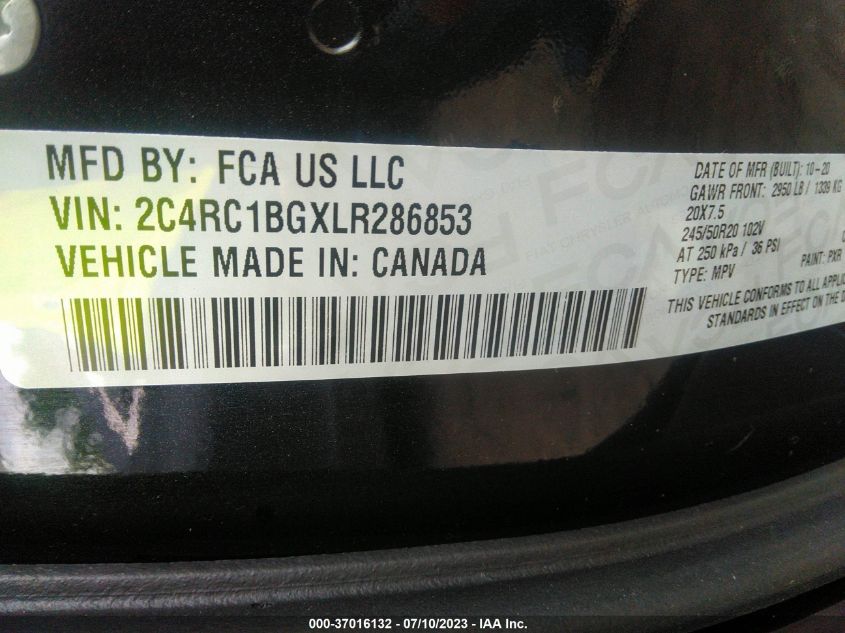 MFD BY: FCA US LLC
VIN: 2C4RC1BGXLR286853
VEHICLE MADE IN: CANADA
DATE OF MFR (BUILT): 10-20
GAWR FRONT: 2950 LB / 1339 KG
20X7.5
245/50R20 102V
AT 250 kPa / 36 PSI
TYPE: MPV
PAINT: PXR
THIS VEHICLE CONFORMS TO ALL
STANDARDS IN EFFECT ON THE
000-37016132 - 07/10/2023 - IAA Inc.